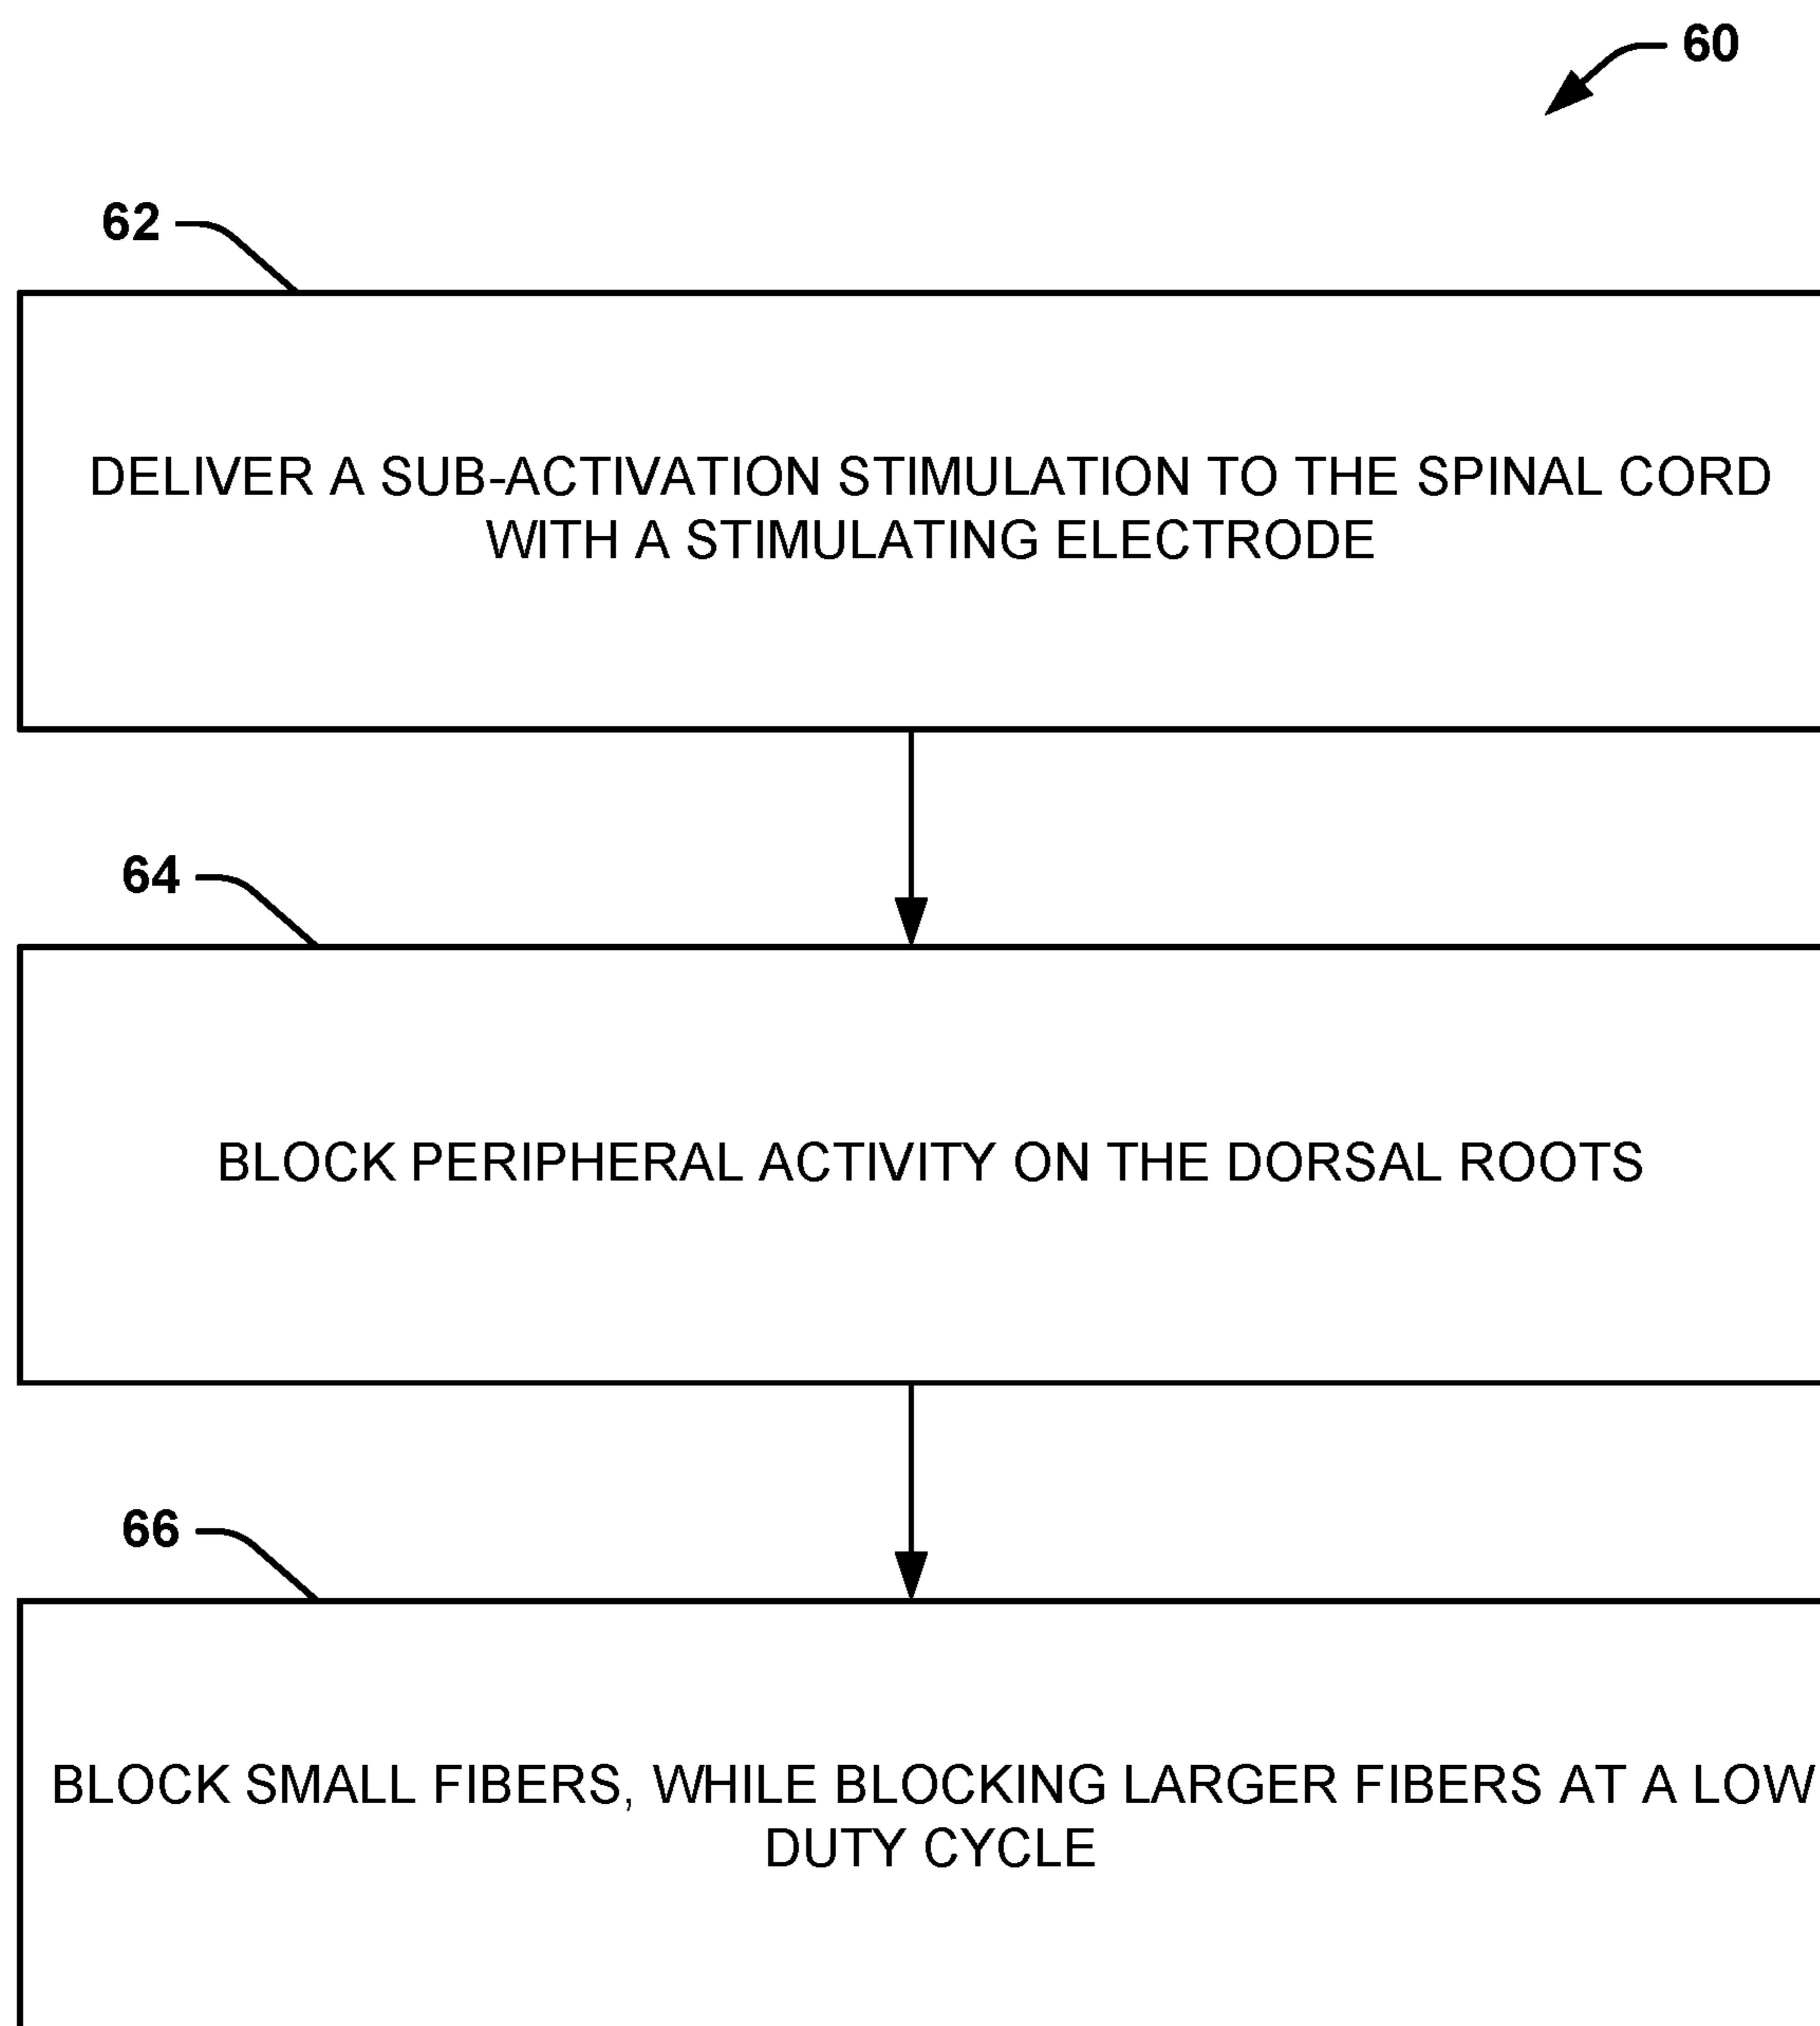 60
62
DELIVER A SUB-ACTIVATION STIMULATION TO THE SPINAL CORD
WITH A STIMULATING ELECTRODE
64
BLOCK PERIPHERAL ACTIVITY ON THE DORSAL ROOTS
66
BLOCK SMALL FIBERS, WHILE BLOCKING LARGER FIBERS AT A LOW
DUTY CYCLE